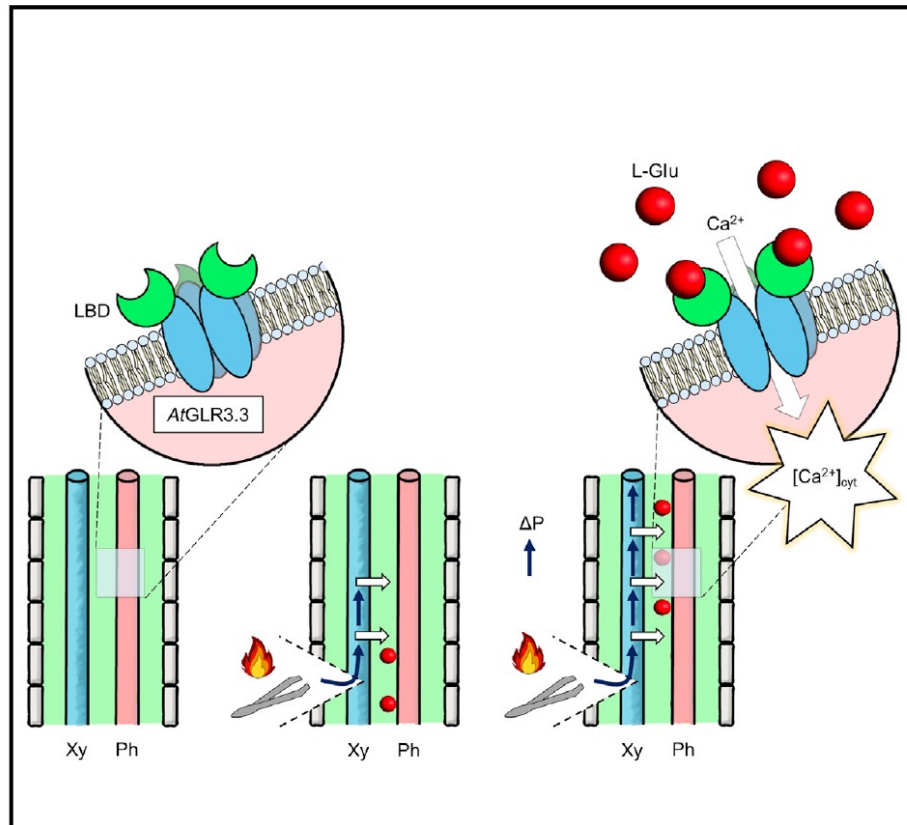 L-Glu
Ca²⁺
LBD
AtGLR3.3
[Ca²⁺]cyt
ΔP
Xy Ph
Xy Ph
Xy Ph